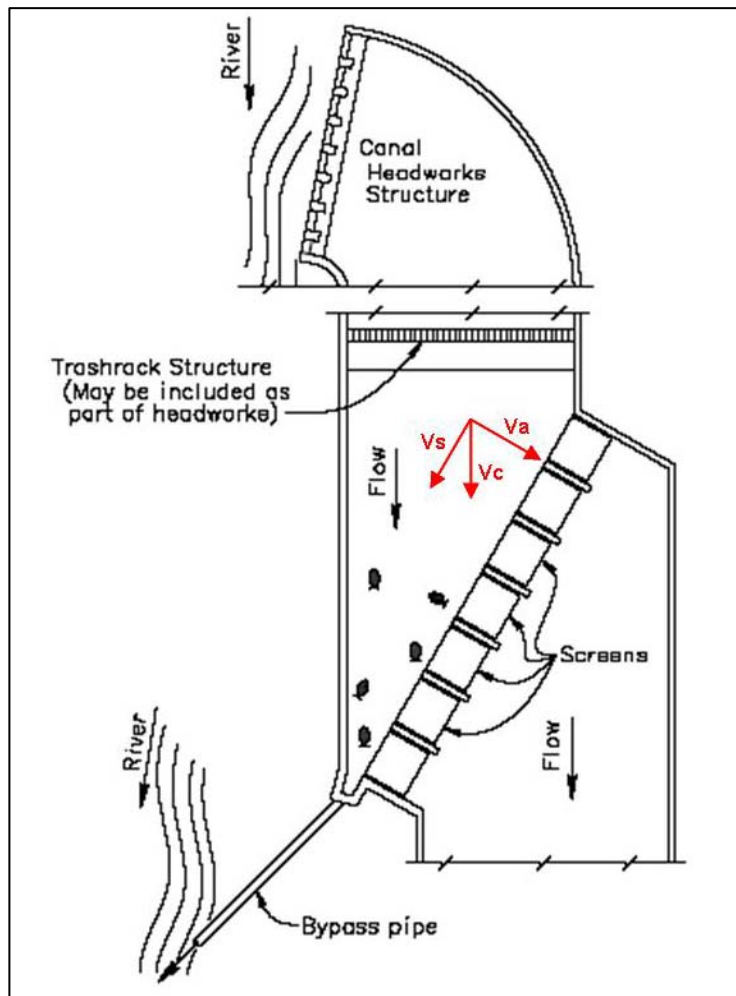 River
Canal
Headworks
Structure
Trashrack Structure
(May be included as
part of headworks)
Vs
Va
Vc
Flow
Screens
River
Flow
Bypass pipe